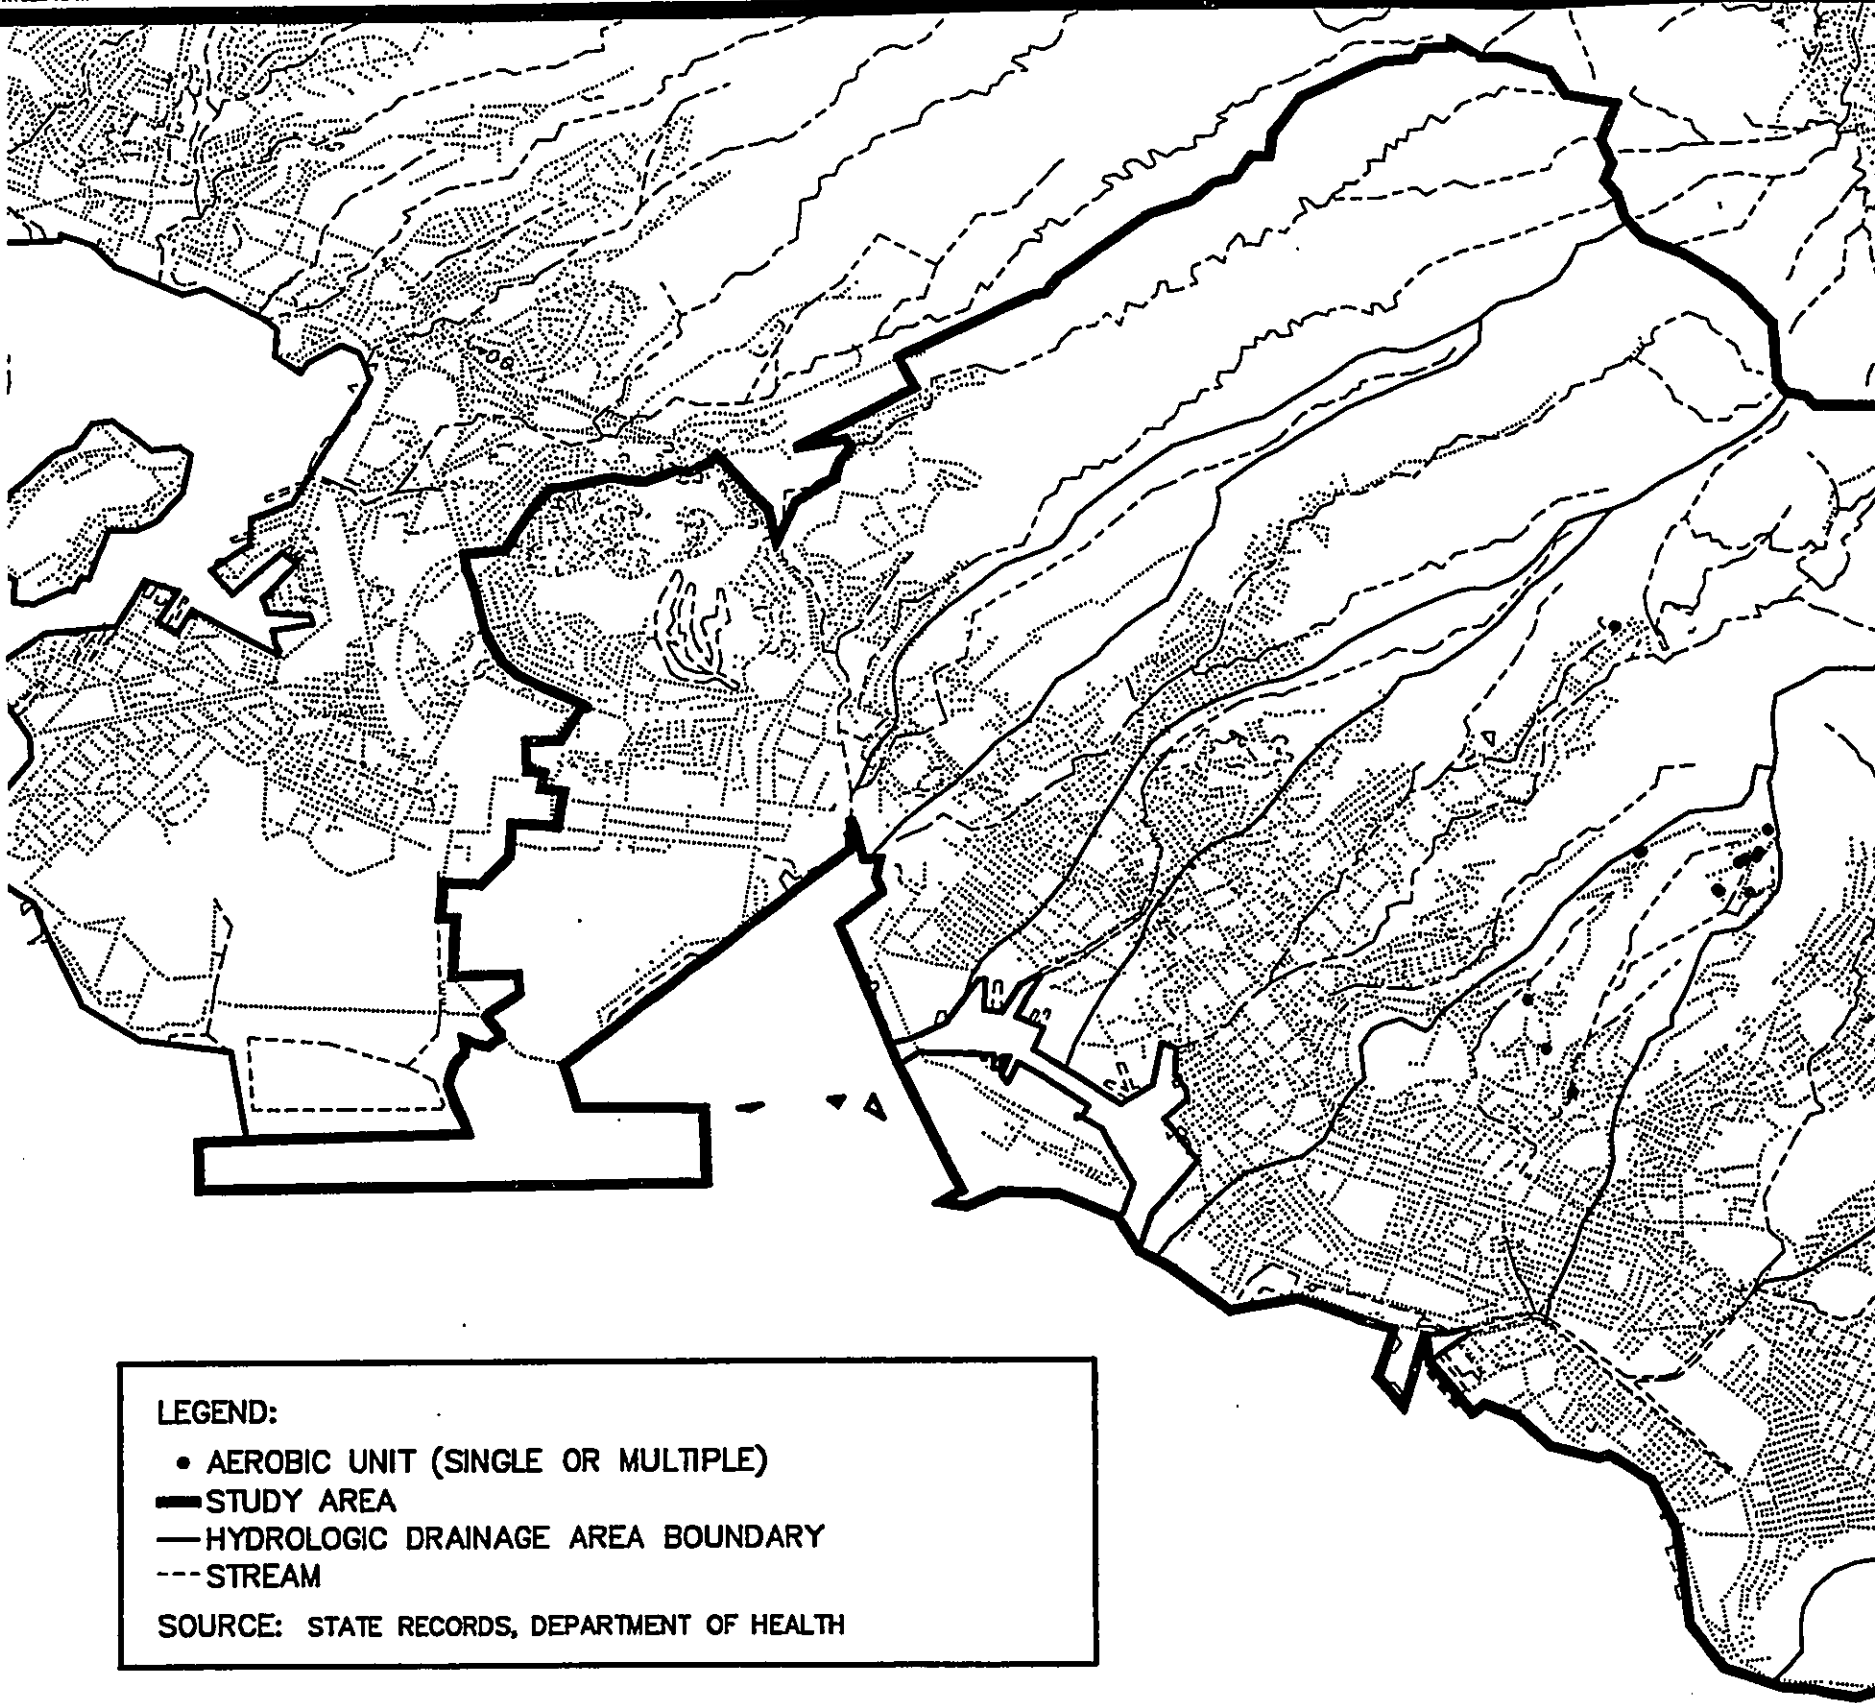 LEGEND:
• AEROBIC UNIT (SINGLE OR MULTIPLE)
STUDY AREA
HYDROLOGIC DRAINAGE AREA BOUNDARY
STREAM
SOURCE: STATE RECORDS, DEPARTMENT OF HEALTH